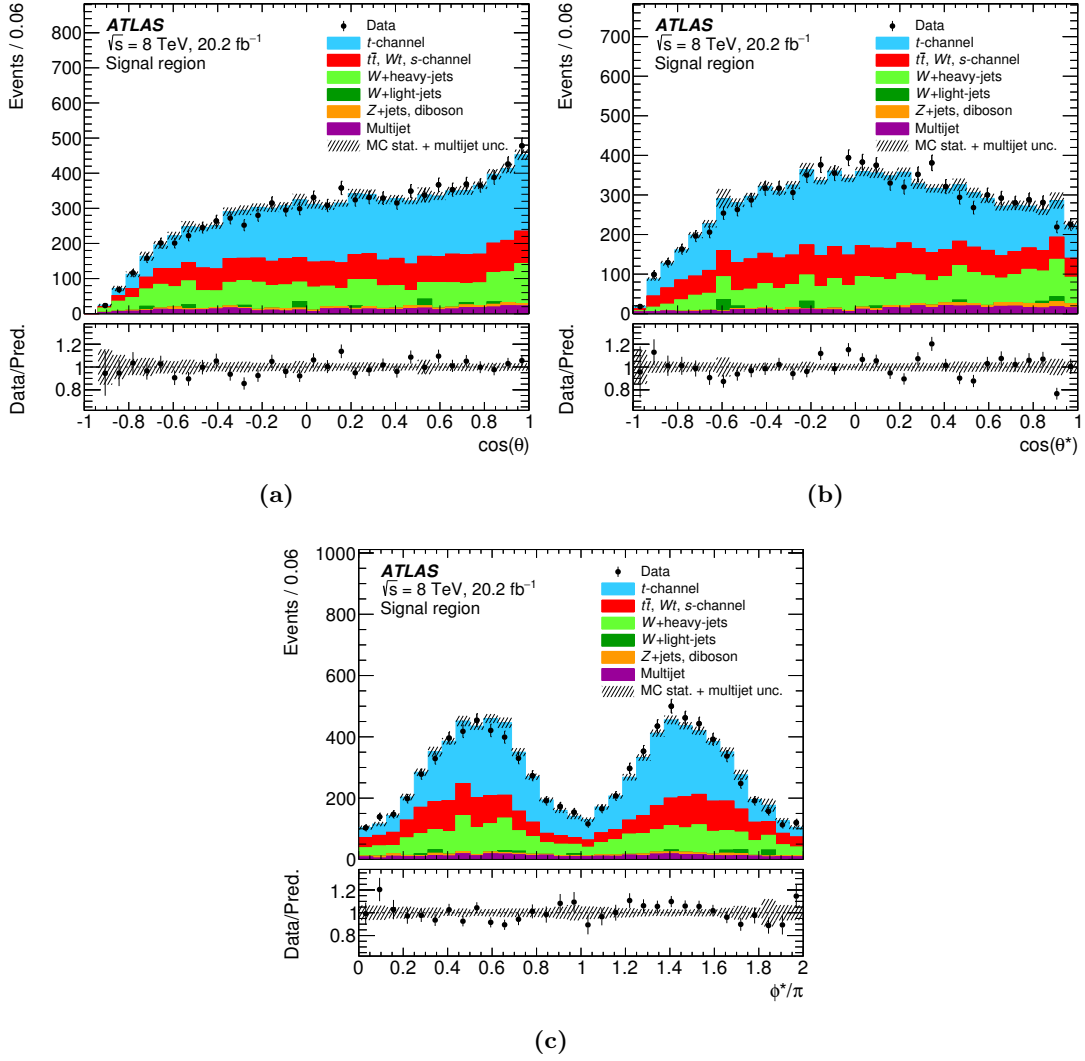 Events / 0.06
ATLAS
√s = 8 TeV, 20.2 fb⁻¹
Signal region
Data
t-channel
tt̄, Wt, s-channel
W+heavy-jets
W+light-jets
Z+jets, diboson
Multijet
MC stat. + multijet unc.
800
700
600
500
400
300
200
100
0
Data/Pred.
1.2
1
0.8
-1 -0.8 -0.6 -0.4 -0.2 0 0.2 0.4 0.6 0.8 1
cos(θ)
(a)
Events / 0.06
ATLAS
√s = 8 TeV, 20.2 fb⁻¹
Signal region
Data
t-channel
tt̄, Wt, s-channel
W+heavy-jets
W+light-jets
Z+jets, diboson
Multijet
MC stat. + multijet unc.
700
600
500
400
300
200
100
0
Data/Pred.
1.2
1
0.8
-1 -0.8 -0.6 -0.4 -0.2 0 0.2 0.4 0.6 0.8 1
cos(θ*)
(b)
Events / 0.06
ATLAS
√s = 8 TeV, 20.2 fb⁻¹
Signal region
Data
t-channel
tt̄, Wt, s-channel
W+heavy-jets
W+light-jets
Z+jets, diboson
Multijet
MC stat. + multijet unc.
1000
800
600
400
200
0
Data/Pred.
1.2
1
0.8
0 0.2 0.4 0.6 0.8 1 1.2 1.4 1.6 1.8 2
ϕ*/π
(c)